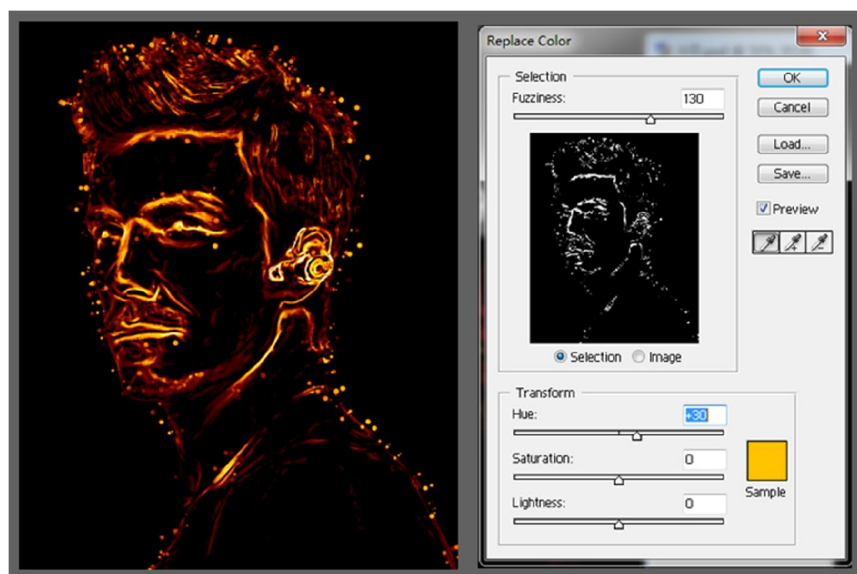 Replace Color
Selection
Fuzziness:
130
Selection
Image
Transform
Hue:
+30
Saturation:
0
Lightness:
0
Sample
OK
Cancel
Load...
Save...
Preview